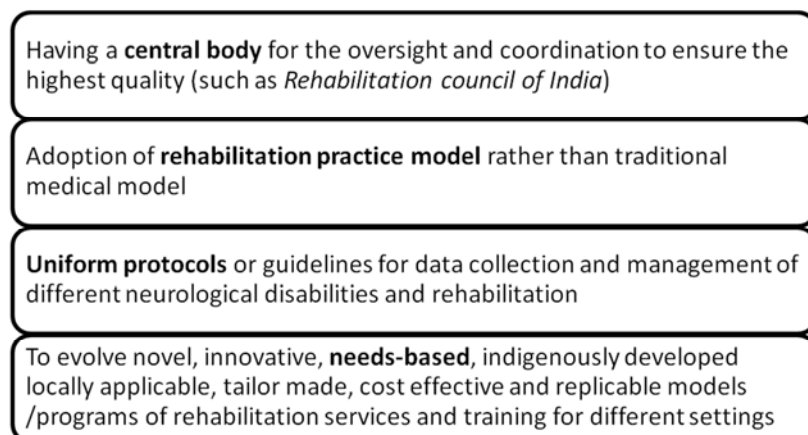 Having a central body for the oversight and coordination to ensure the
highest quality (such as Rehabilitation council of India)
Adoption of rehabilitation practice model rather than traditional
medical model
Uniform protocols or guidelines for data collection and management of
different neurological disabilities and rehabilitation
To evolve novel, innovative, needs-based, indigenously developed
locally applicable, tailor made, cost effective and replicable models
/programs of rehabilitation services and training for different settings